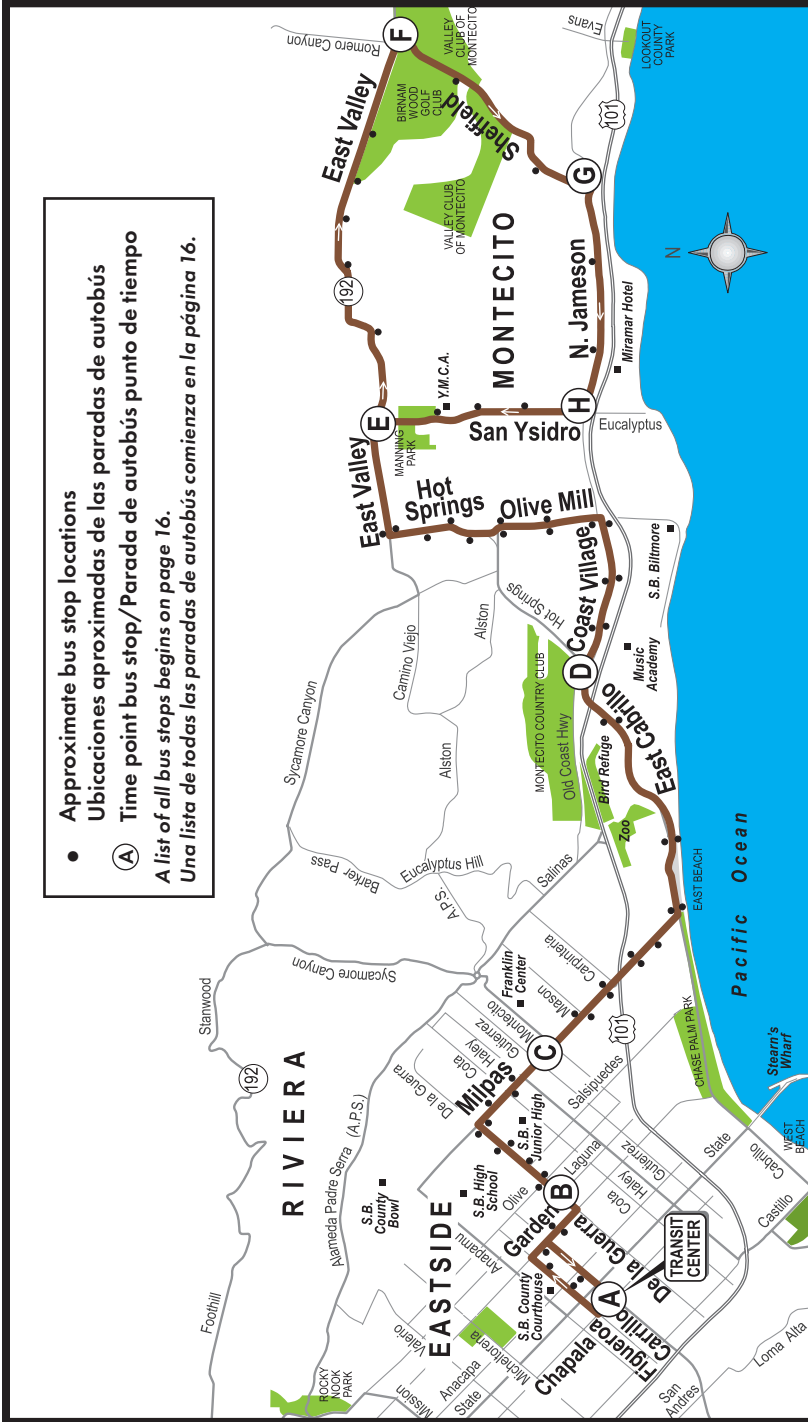 Approximate bus stop locations
Ubicaciones aproximadas de las paradas de autobús
A Time point bus stop/Parada de autobús punto de tiempo
A list of all bus stops begins on page 16.
Una lista de todas las paradas de autobús comienza en la página 16.
Foothill
Stanwood
192
RIVIERA
Alameda Padre Serra (A.P.S.)
Sycamore Canyon
Sycamore Canyon
Barker Pass
Eucalyptus Hill
A.P.S.
Camino Viejo
Alston
Alston
Hot Springs
East Valley
Hot
Springs
Olive Mill
E
MANNING
PARK
Y.M.C.A.
San Ysidro
192
East Valley
Romero Canyon
F
BIRNAM
WOOD
GOLF
CLUB
VALLEY
CLUB OF
MONTECITO
Sheffield
VALLEY CLUB
OF MONTECITO
MONTECITO
G
N. Jameson
H
Eucalyptus
Miramar Hotel
101
Evans
LOOKOUT
COUNTY
PARK
N
ROCKY
NOOK
PARK
Mission
State
Anacapa
Valerio
Micheltorena
EASTSIDE
Anapamu
S.B.
County
Bowl
S.B. High
School
Olive
S.B. County
Courthouse
Chapala
Figueroa
Carrillo
A
TRANSIT
CENTER
De la Guerra
Garden
B
Laguna
Cota
Haley
Gutierrez
S.B.
Junior High
Milpas
De la Guerra
Cota
Haley
Gutierrez
Montecito
C
Franklin
Center
Mason
Carpinteria
Salinas
Salsipuedes
101
State
Cabrillo
Castillo
San
Andres
Loma Alta
WEST
BEACH
Stearn's
Wharf
CHASE PALM PARK
EAST BEACH
Pacific Ocean
Zoo
Bird Refuge
East Cabrillo
Old Coast Hwy
MONTECITO COUNTRY CLUB
D
Coast Village
Music
Academy
S.B. Biltmore